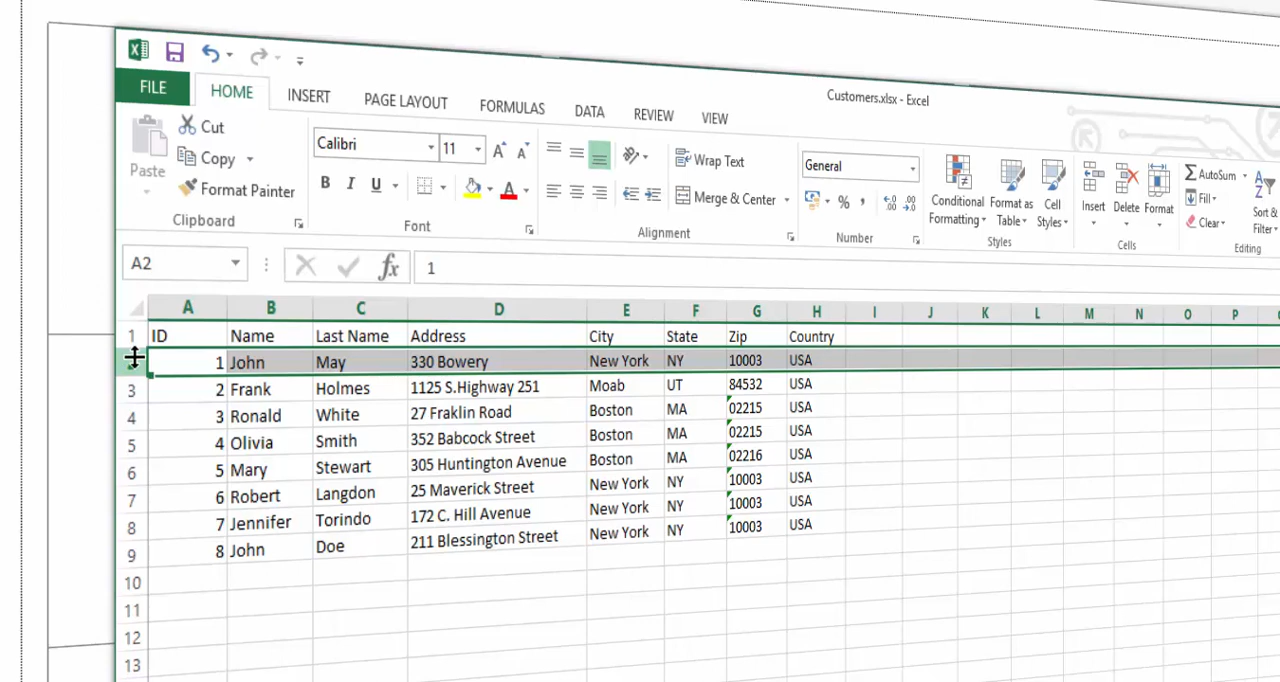 Customers.xlsx - Excel
FILE HOME INSERT PAGE LAYOUT FORMULAS DATA REVIEW VIEW
Paste
Cut
Copy
Format Painter
Clipboard
Calibri 11
B I U A
Font
Wrap Text
Merge & Center
Alignment
General
% ,
Number
Conditional Formatting
Format as Table
Cell Styles
Styles
Insert Delete Format
Cells
AutoSum
Fill
Clear
Sort &
Filter
Editing
A2 fx 1
A B C D E F G H I J K L M N O P
1 ID Name Last Name Address City State Zip Country
1 John May 330 Bowery New York NY 10003 USA
3 2 Frank Holmes 1125 S.Highway 251 Moab UT 84532 USA
4 3 Ronald White 27 Fraklin Road Boston MA 02215 USA
5 4 Olivia Smith 352 Babcock Street Boston MA 02215 USA
6 5 Mary Stewart 305 Huntington Avenue Boston MA 02216 USA
7 6 Robert Langdon 25 Maverick Street New York NY 10003 USA
8 7 Jennifer Torindo 172 C. Hill Avenue New York NY 10003 USA
9 8 John Doe 211 Blessington Street New York NY 10003 USA
10
11
12
13